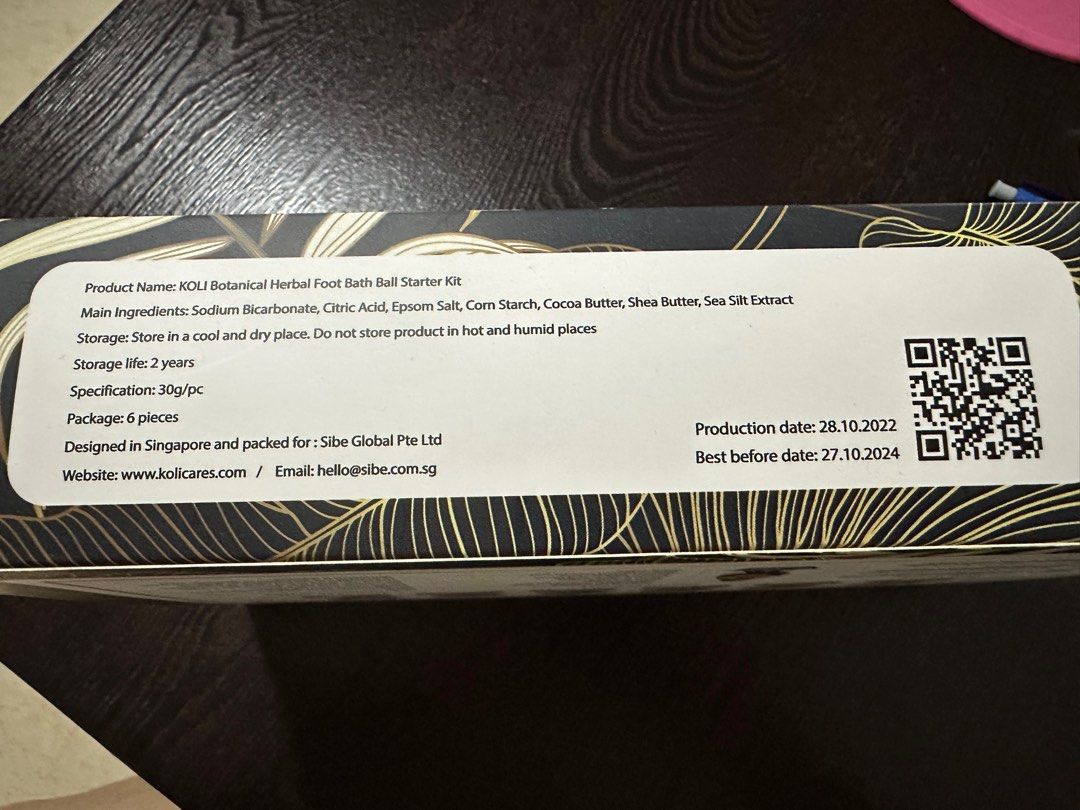 Product Name: KOLI Botanical Herbal Foot Bath Ball Starter Kit
Main Ingredients: Sodium Bicarbonate, Citric Acid, Epsom Salt, Corn Starch, Cocoa Butter, Shea Butter, Sea Silt Extract
Storage: Store in a cool and dry place. Do not store product in hot and humid places
Storage life: 2 years
Specification: 30g/pc
Package: 6 pieces
Designed in Singapore and packed for : Sibe Global Pte Ltd
Website: www.kolicares.com / Email: hello@sibe.com.sg
Production date: 28.10.2022
Best before date: 27.10.2024